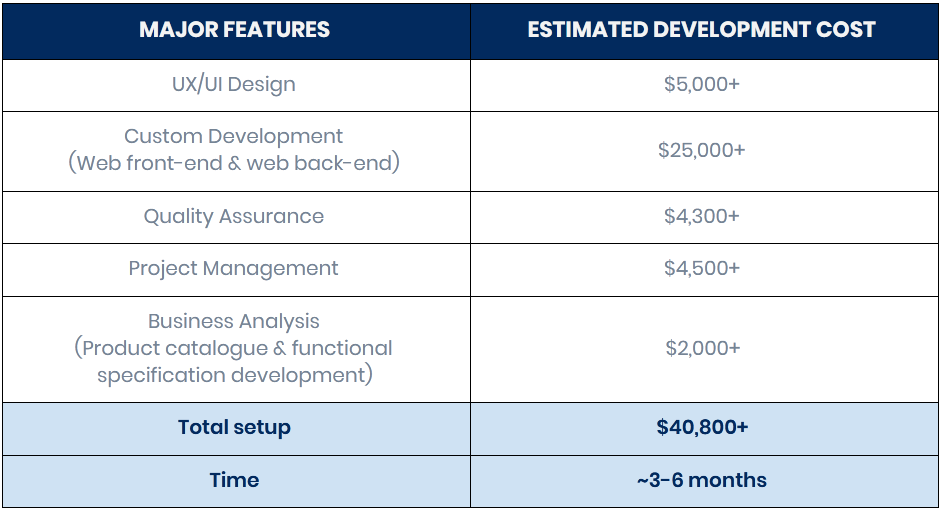 MAJOR FEATURES
ESTIMATED DEVELOPMENT COST
UX/UI Design
$5,000+
Custom Development
(Web front-end & web back-end)
$25,000+
Quality Assurance
$4,300+
Project Management
$4,500+
Business Analysis
(Product catalogue & functional
specification development)
$2,000+
Total setup
$40,800+
Time
~3-6 months